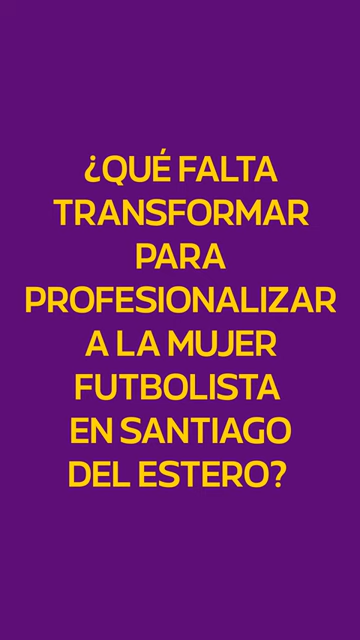 ¿QUÉ FALTA
TRANSFORMAR
PARA
PROFESIONALIZAR
A LA MUJER
FUTBOLISTA
EN SANTIAGO
DEL ESTERO?